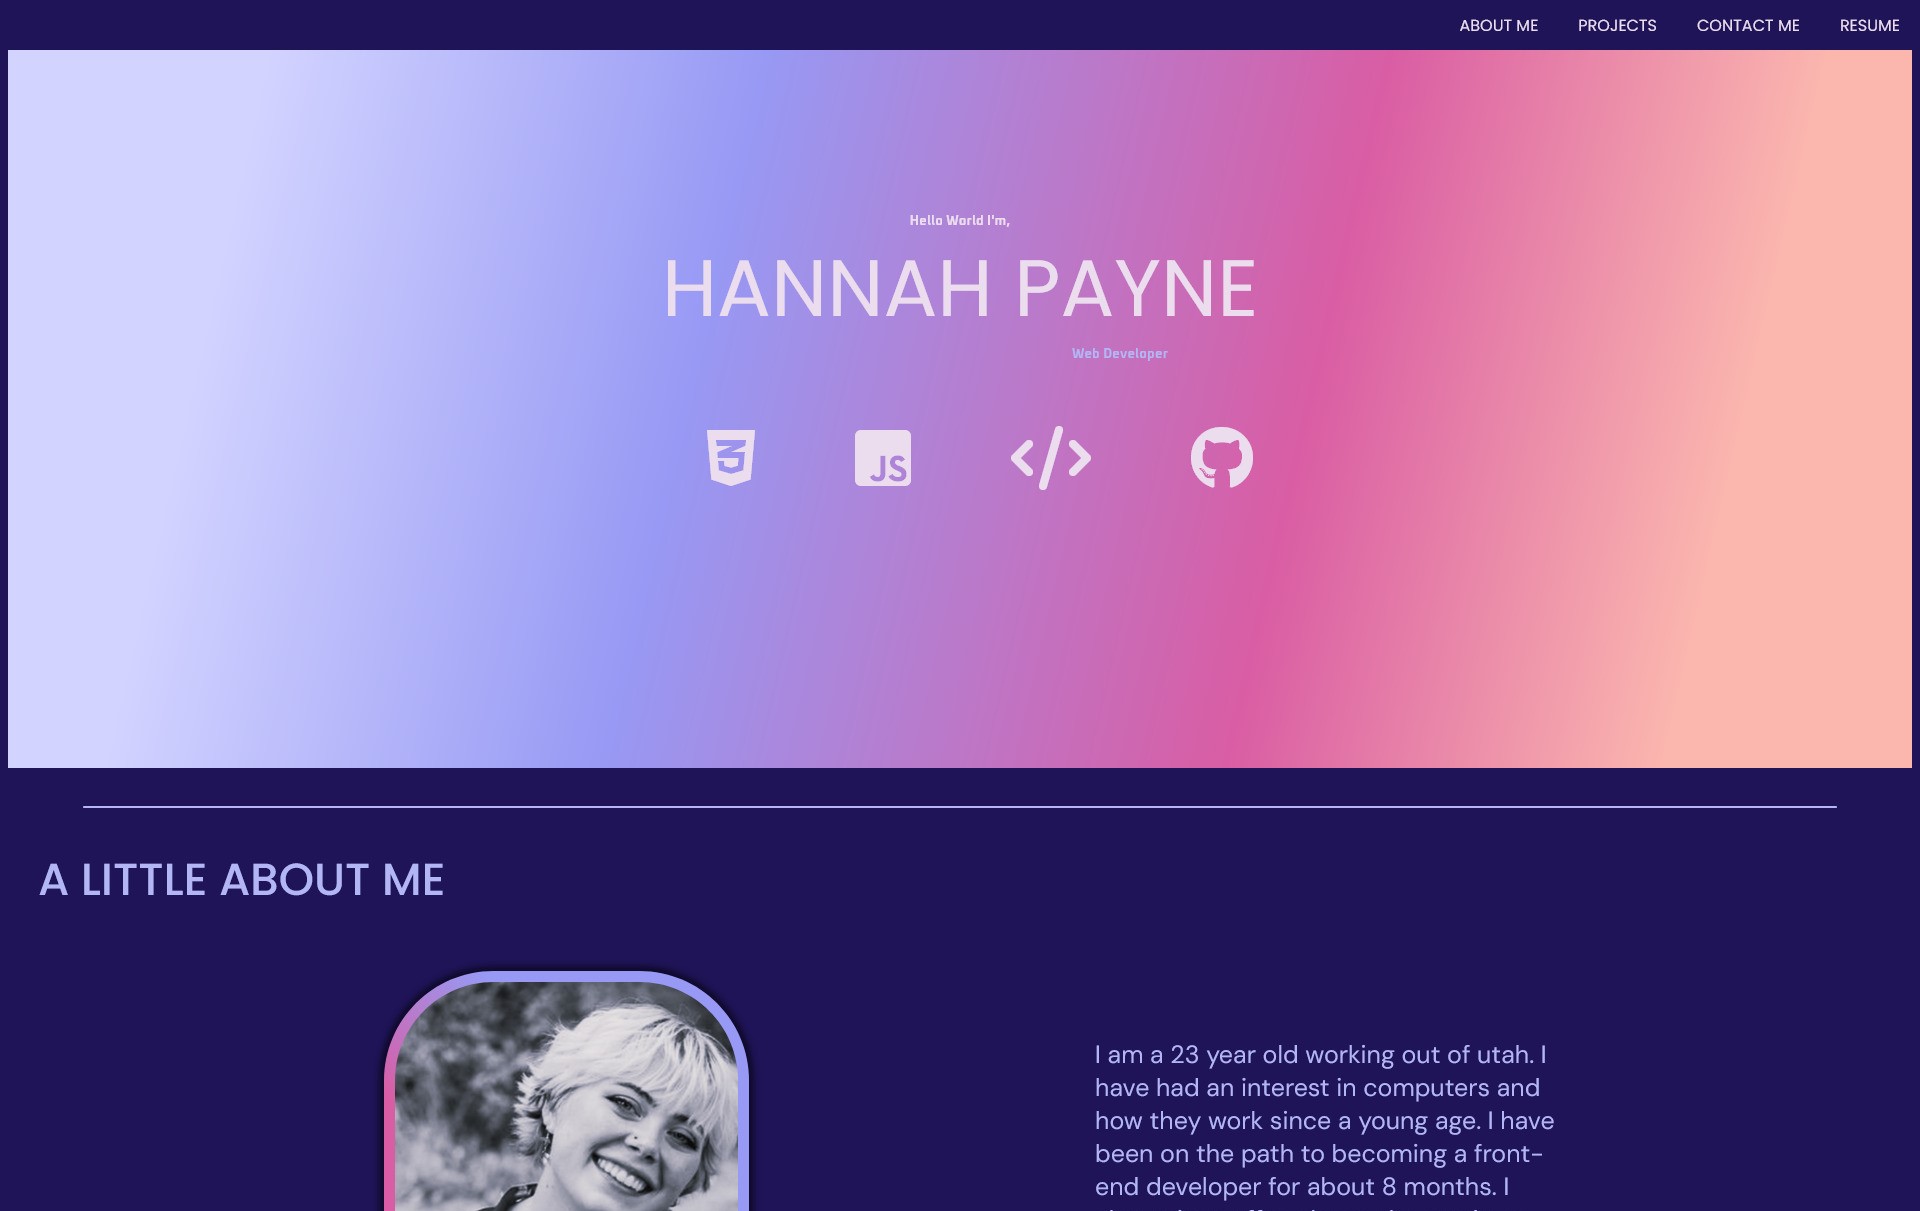 ABOUT ME PROJECTS CONTACT ME RESUME
Hello World I'm,
HANNAH PAYNE
Web Developer
JS
A LITTLE ABOUT ME
I am a 23 year old working out of utah. I
have had an interest in computers and
how they work since a young age. I have
been on the path to becoming a front-
end developer for about 8 months. I